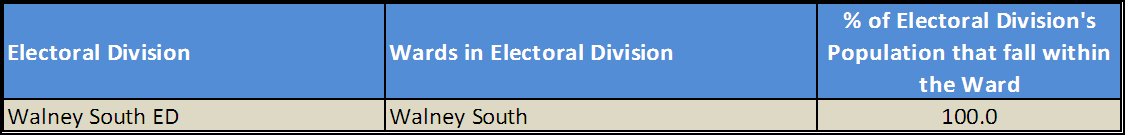 Electoral Division
Wards in Electoral Division
% of Electoral Division's
Population that fall within
the Ward
Walney South ED
Walney South
100.0